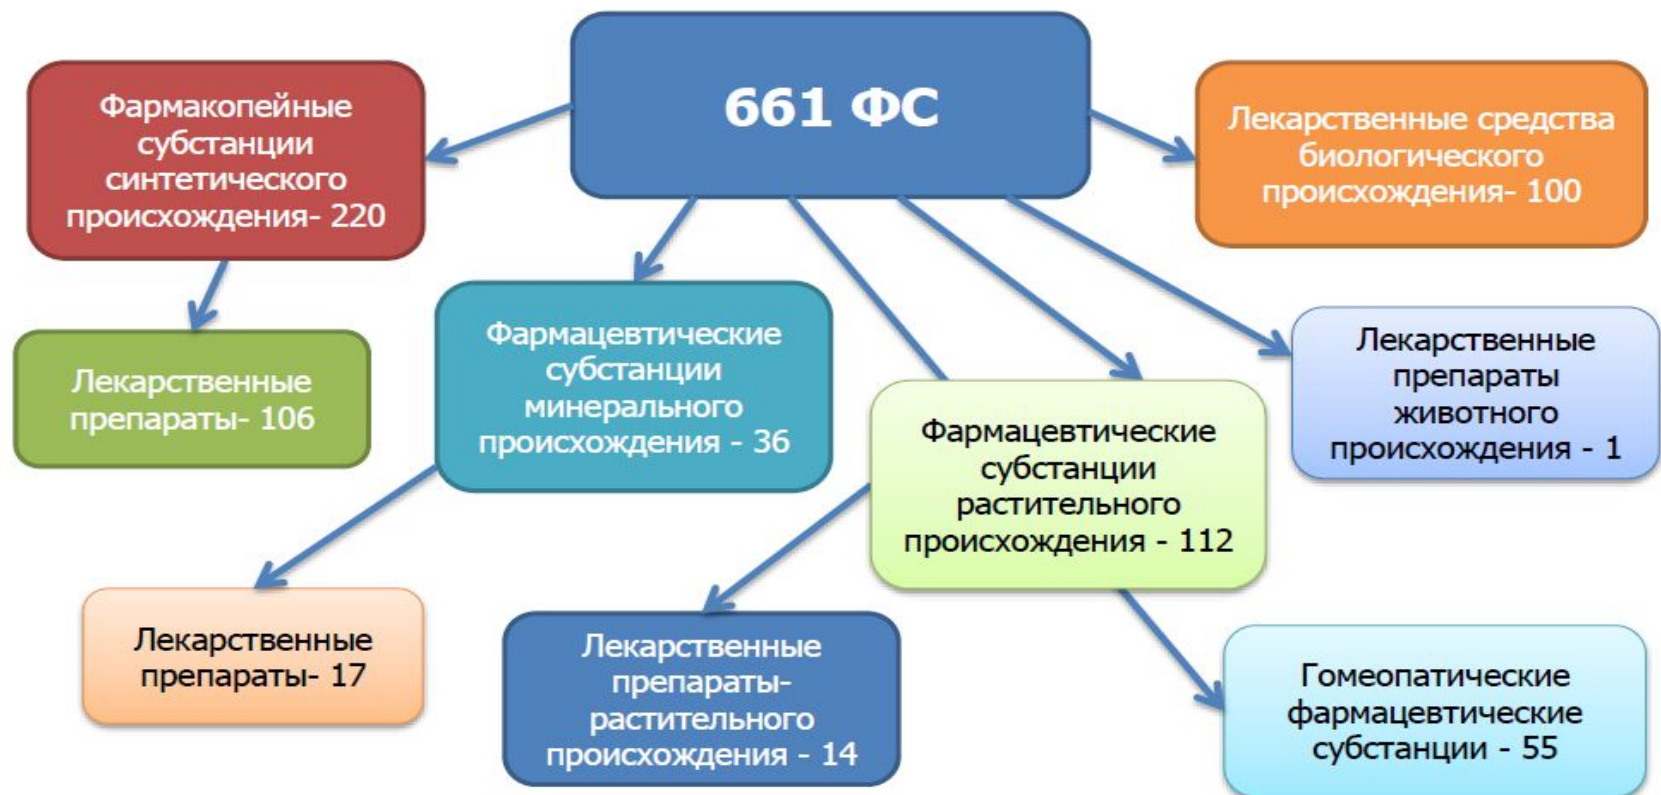 661 ФС
Фармакопейные
субстанции
синтетического
происхождения- 220
Лекарственные средства
биологического
происхождения- 100
Лекарственные
препараты- 106
Фармацевтические
субстанции
минерального
происхождения - 36
Фармацевтические
субстанции
растительного
происхождения - 112
Лекарственные
препараты
животного
происхождения - 1
Лекарственные
препараты- 17
Лекарственные
препараты-
растительного
происхождения - 14
Гомеопатические
фармацевтические
субстанции - 55